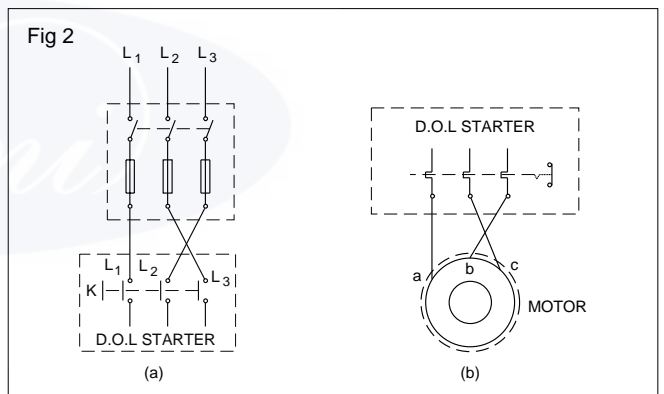 Fig 2
L1 L2 L3
L1 L2 L3
K
D.O.L STARTER
(a)
D.O.L STARTER
a b c
MOTOR
(b)